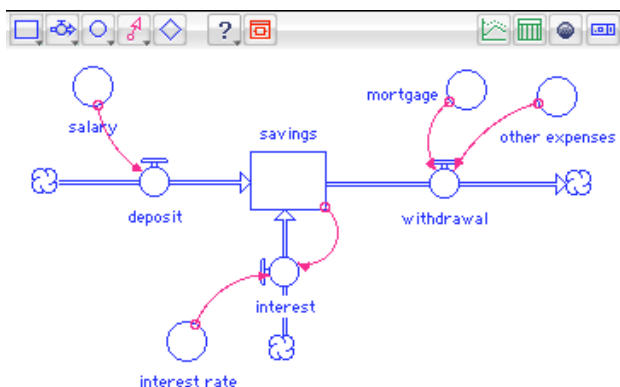 ?
mortgage
salary
savings
other expenses
deposit
withdrawal
interest
interest rate